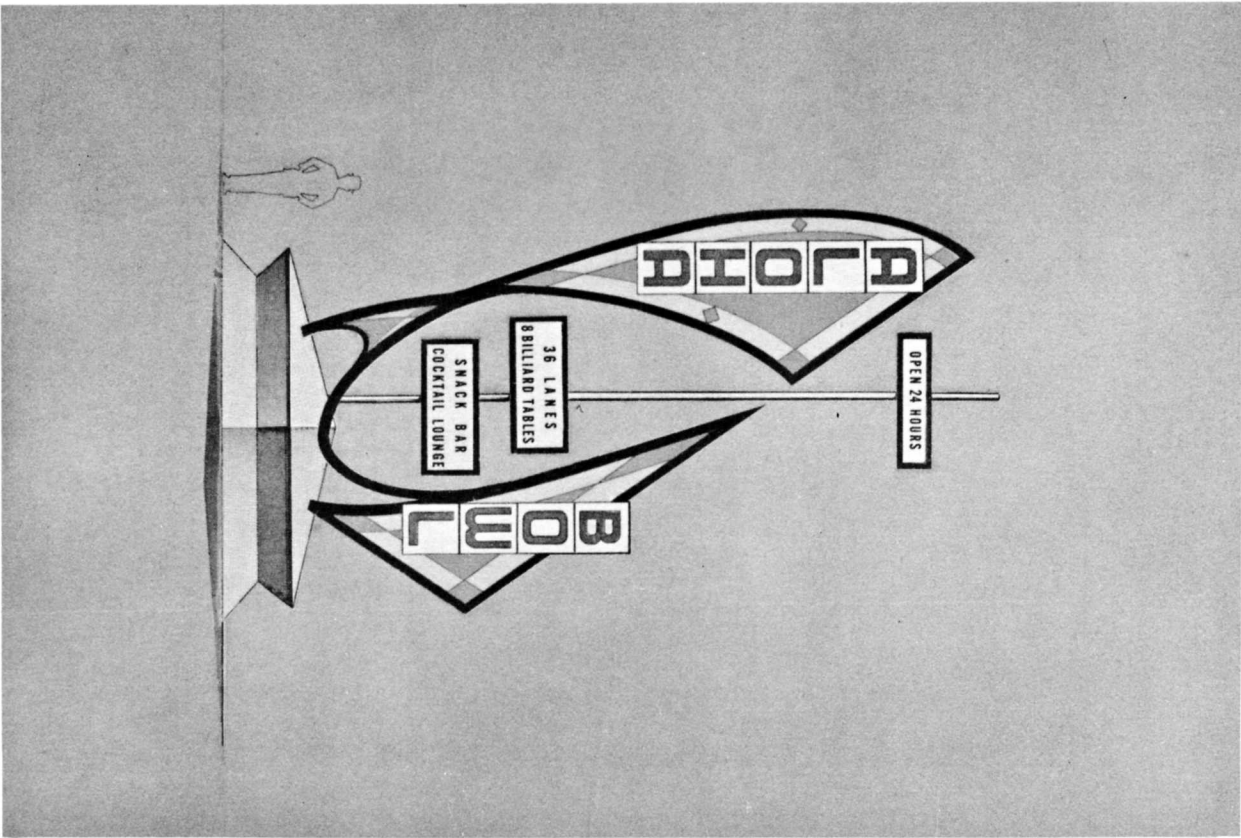 ALOHA
BOWL
OPEN 24 HOURS
36 LANES
8 BILLIARD TABLES
SNACK BAR
COCKTAIL LOUNGE